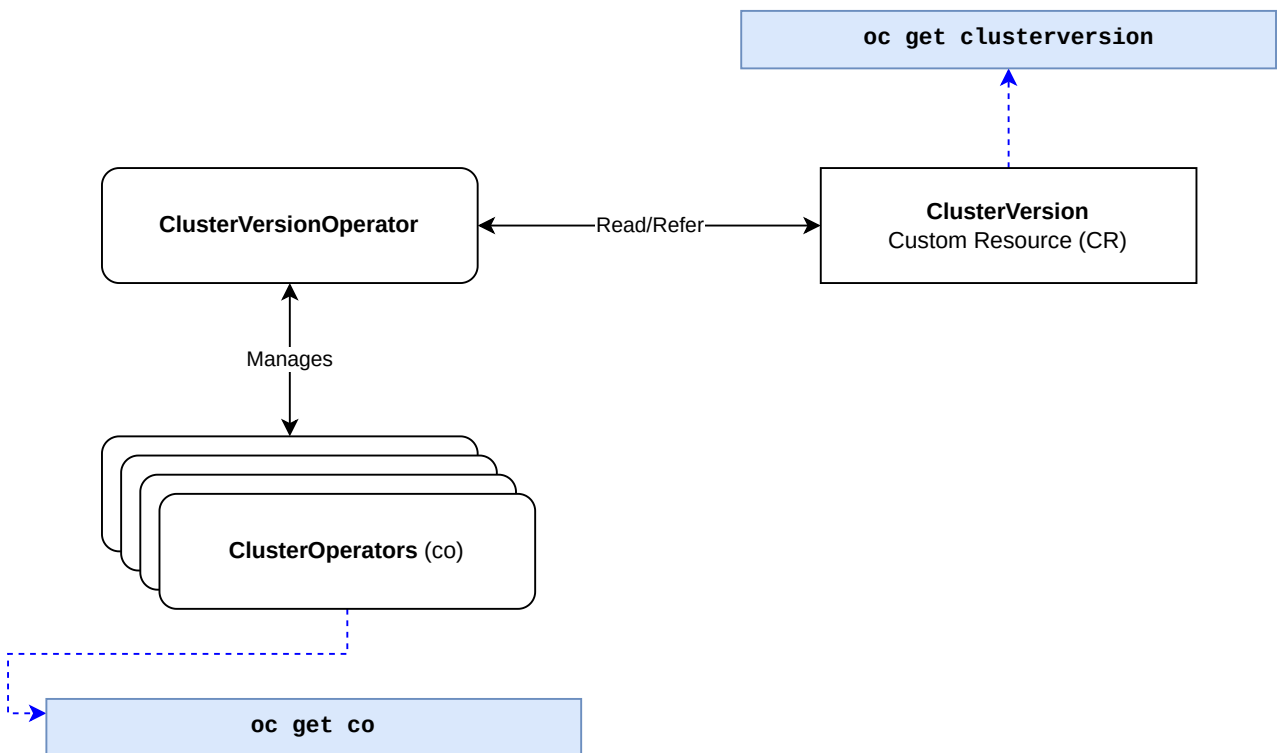 oc get clusterversion
ClusterVersionOperator
Read/Refer
ClusterVersion
Custom Resource (CR)
Manages
ClusterOperators (co)
oc get co